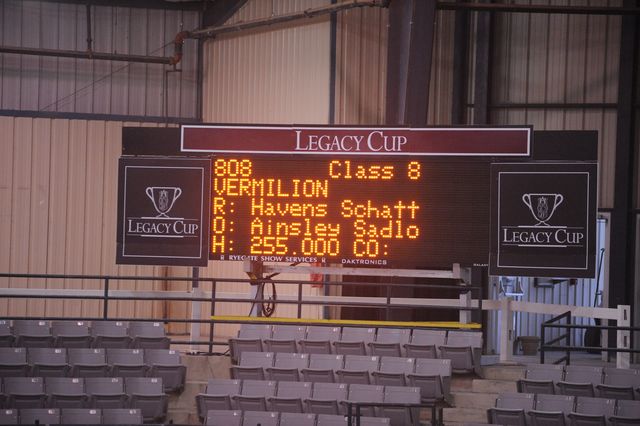 LEGACY CUP
808 Class 8
VERMILION
R: Havens Schatt
O: Ainsley Sadlo
H: 255.000 CO:
LEGACY CUP
LEGACY CUP
RYEGATE SHOW SERVICES
DAKTRONICS
GALAXY